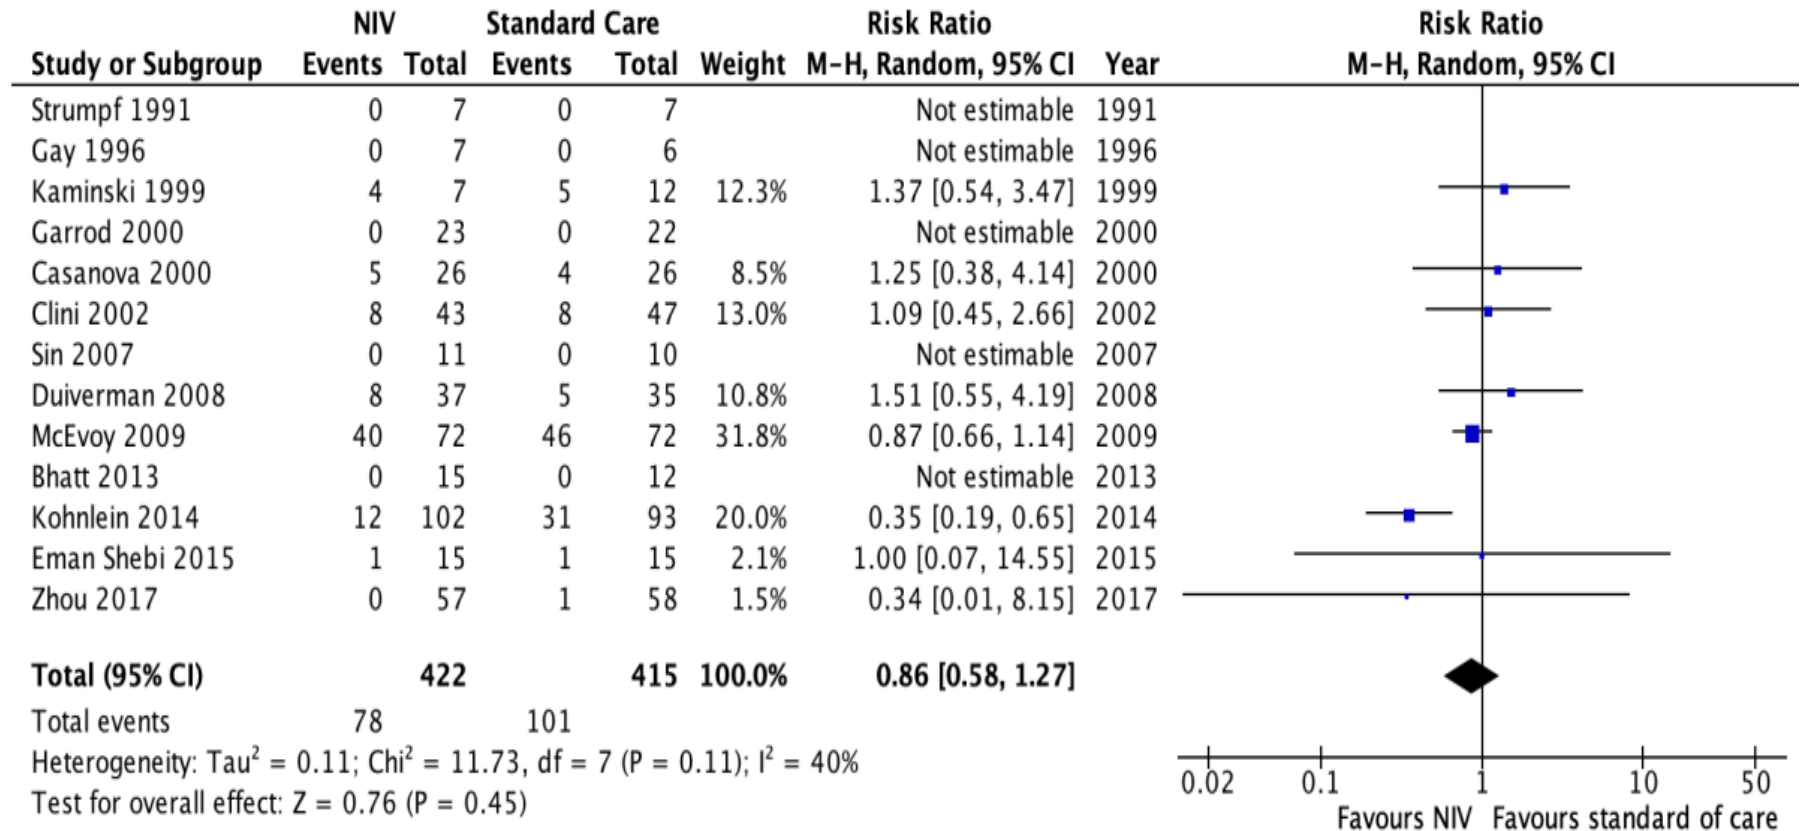 NIV Standard Care Risk Ratio Risk Ratio
Study or Subgroup Events Total Events Total Weight M-H, Random, 95% CI Year M-H, Random, 95% CI
Strumpf 1991 0 7 0 7 Not estimable 1991
Gay 1996 0 7 0 6 Not estimable 1996
Kaminski 1999 4 7 5 12 12.3% 1.37 [0.54, 3.47] 1999
Garrod 2000 0 23 0 22 Not estimable 2000
Casanova 2000 5 26 4 26 8.5% 1.25 [0.38, 4.14] 2000
Clini 2002 8 43 8 47 13.0% 1.09 [0.45, 2.66] 2002
Sin 2007 0 11 0 10 Not estimable 2007
Duiverman 2008 8 37 5 35 10.8% 1.51 [0.55, 4.19] 2008
McEvoy 2009 40 72 46 72 31.8% 0.87 [0.66, 1.14] 2009
Bhatt 2013 0 15 0 12 Not estimable 2013
Kohnlein 2014 12 102 31 93 20.0% 0.35 [0.19, 0.65] 2014
Eman Shebi 2015 1 15 1 15 2.1% 1.00 [0.07, 14.55] 2015
Zhou 2017 0 57 1 58 1.5% 0.34 [0.01, 8.15] 2017
Total (95% CI) 422 415 100.0% 0.86 [0.58, 1.27]
Total events 78 101
Heterogeneity: Tau² = 0.11; Chi² = 11.73, df = 7 (P = 0.11); I² = 40%
Test for overall effect: Z = 0.76 (P = 0.45)
0.02 0.1 1 10 50
Favours NIV Favours standard of care